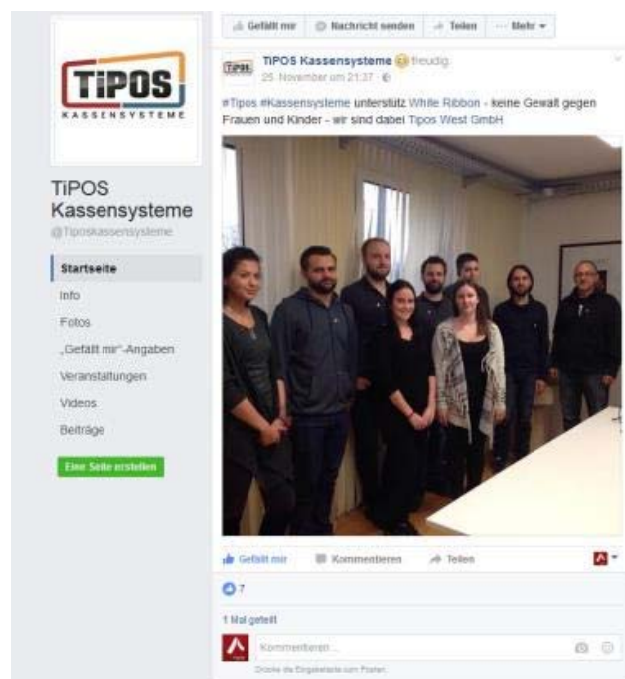 Gefällt mir Nachricht senden Teilen ... Mehr
TiPOS
KASSENSYSTEME
TiPOS Kassensysteme freudig.
25. November um 21:37 ·
#Tipos #Kassensysteme unterstütz White Ribbon - keine Gewalt gegen
Frauen und Kinder - wir sind dabei Tipos West GmbH
TiPOS
Kassensysteme
@Tiposkassensysteme
Startseite
Info
Fotos
„Gefällt mir“-Angaben
Veranstaltungen
Videos
Beiträge
Eine Seite erstellen
Gefällt mir Kommentieren Teilen
7
1 Mal geteilt
Kommentieren ...
Drücke die Eingabetaste zum Posten.